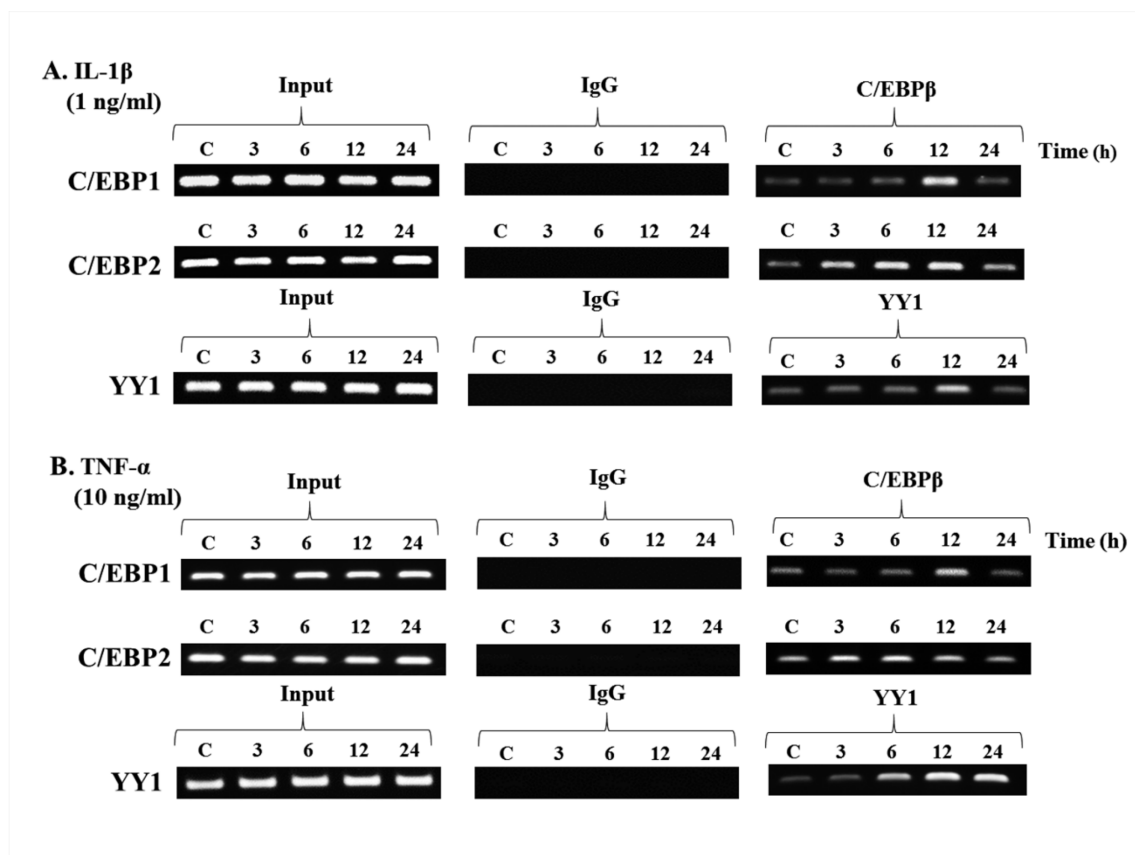 A. IL-1β
(1 ng/ml)
Input IgG C/EBPβ
C 3 6 12 24 C 3 6 12 24 C 3 6 12 24 Time (h)
C/EBP1
C 3 6 12 24 C 3 6 12 24 C 3 6 12 24
C/EBP2
Input IgG YY1
C 3 6 12 24 C 3 6 12 24 C 3 6 12 24
YY1
B. TNF-α
(10 ng/ml)
Input IgG C/EBPβ
C 3 6 12 24 C 3 6 12 24 C 3 6 12 24 Time (h)
C/EBP1
C 3 6 12 24 C 3 6 12 24 C 3 6 12 24
C/EBP2
Input IgG YY1
C 3 6 12 24 C 3 6 12 24 C 3 6 12 24
YY1